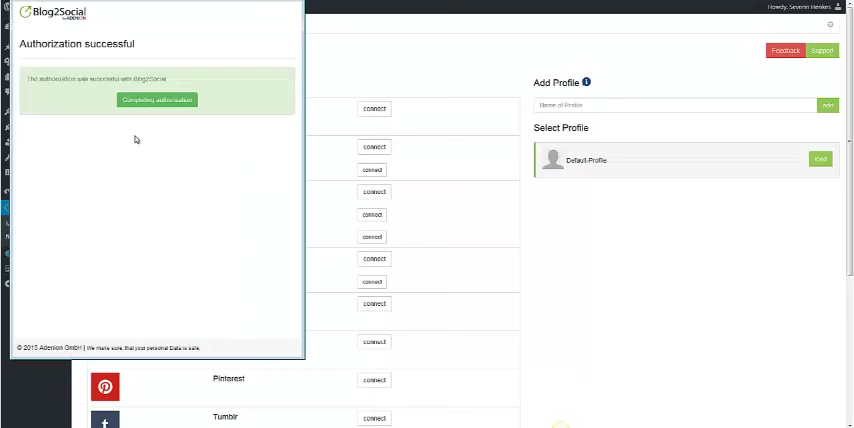 Blog2Social
by ADENION
Authorization successful
The authorization was successful with Blog2Social
Completing authorization
© 2015 Adenion GmbH | We make sure, that your personal Data is safe.
Howdy, Severin Henkes
Feedback
Support
connect
connect
connect
connect
connect
connect
connect
connect
connect
connect
Pinterest
connect
Tumblr
connect
Add Profile
Name of Profile
add
Select Profile
Default-Profile
load